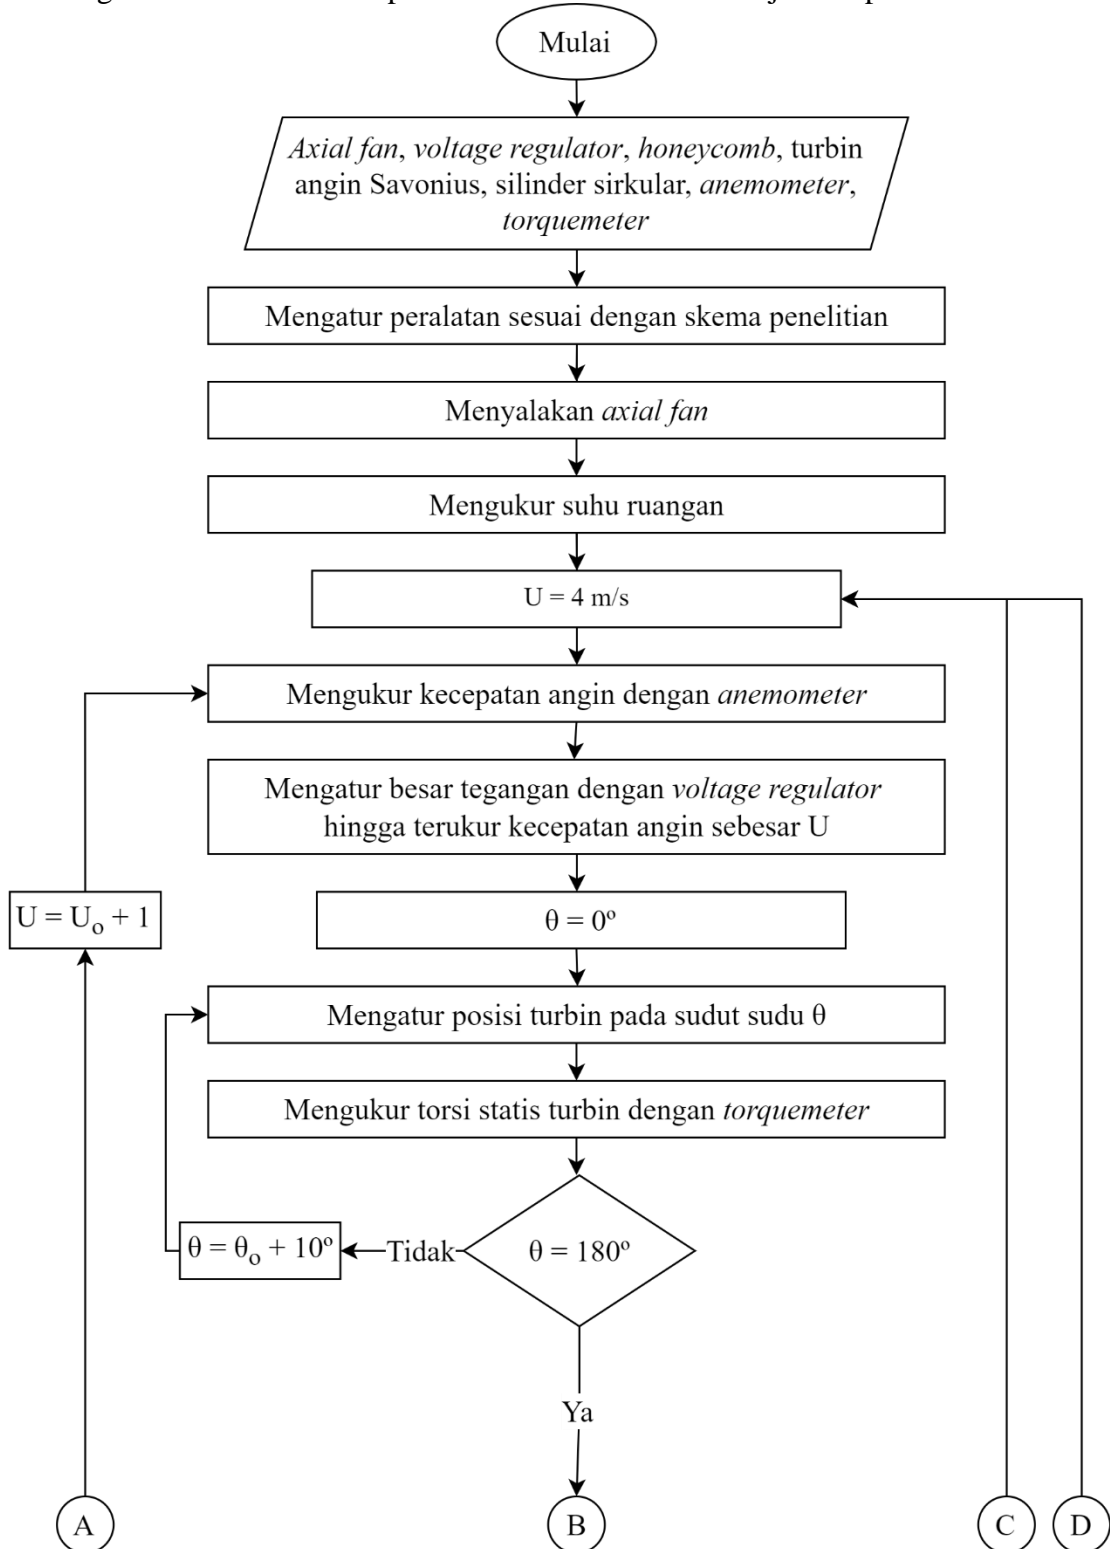 Mulai
Axial fan, voltage regulator, honeycomb, turbin
angin Savonius, silinder sirkular, anemometer,
torquemeter
Mengatur peralatan sesuai dengan skema penelitian
Menyalakan axial fan
Mengukur suhu ruangan
U = 4 m/s
Mengukur kecepatan angin dengan anemometer
Mengatur besar tegangan dengan voltage regulator
hingga terukur kecepatan angin sebesar U
U = Uo + 1
θ = 0º
Mengatur posisi turbin pada sudut sudu θ
Mengukur torsi statis turbin dengan torquemeter
θ = θo + 10º
Tidak
θ = 180º
Ya
A
B
C
D